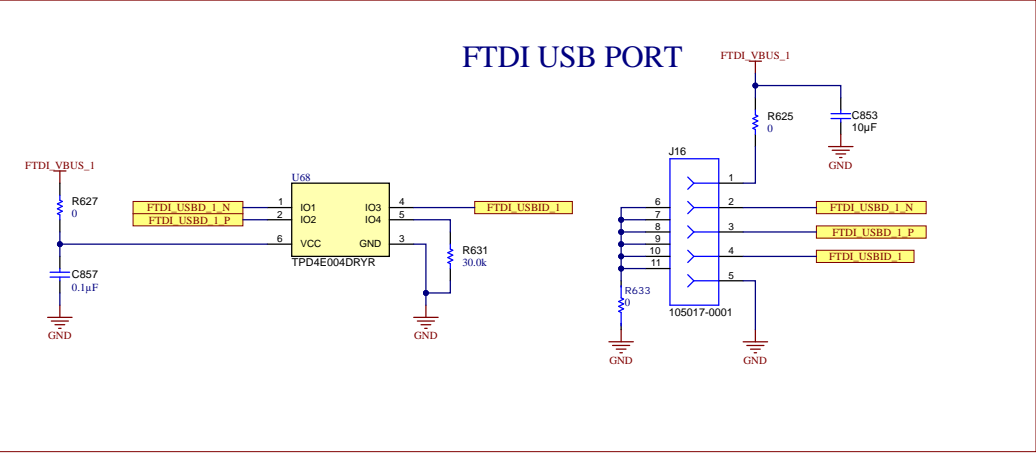 FTDI USB PORT
FTDI_VBUS_1
R625
0
C853
10µF
GND
J16
1
6
2
FTDI_USBD_1_N
7
8
3
FTDI_USBD_1_P
9
10
4
FTDI_USBID_1
11
5
R633
0
105017-0001
GND
GND
FTDI_VBUS_1
R627
0
U68
FTDI_USBD_1_N
1
IO1
IO3
4
FTDI_USBID_1
FTDI_USBD_1_P
2
IO2
IO4
5
6
VCC
GND
3
R631
30.0k
TPD4E004DRYR
C857
0.1µF
GND
GND